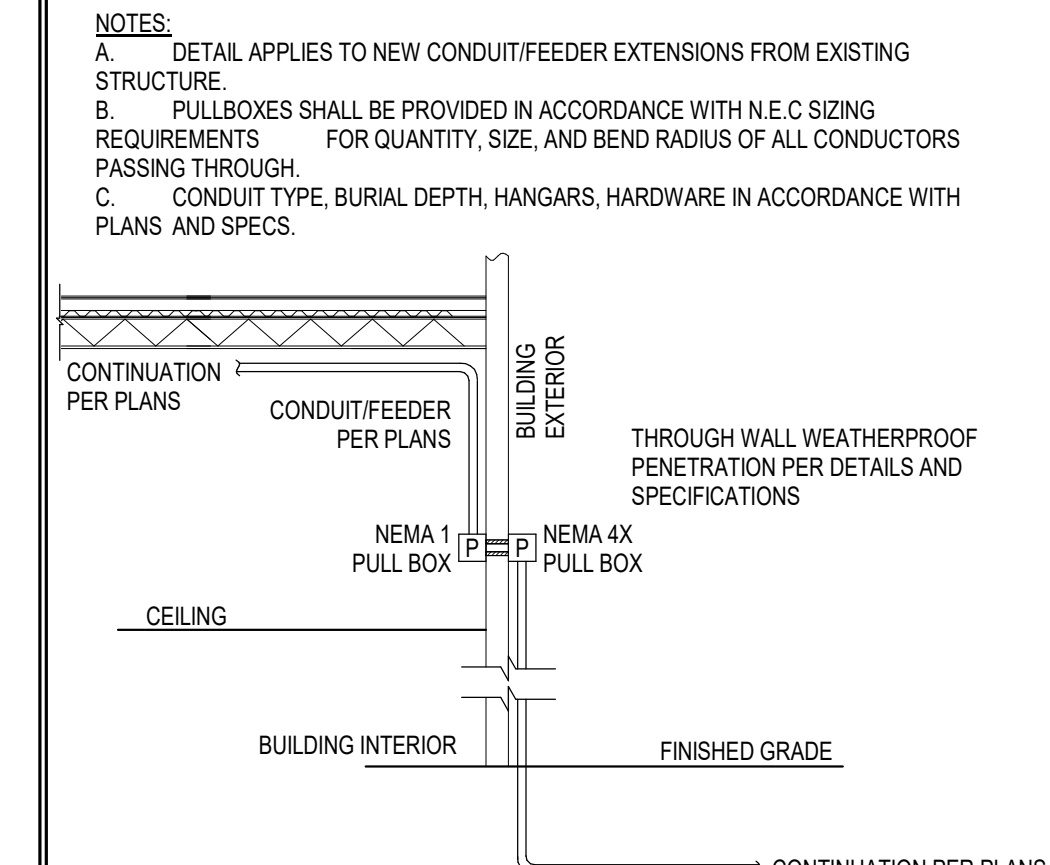 NOTES:
A. DETAIL APPLIES TO NEW CONDUIT/FEEDER EXTENSIONS FROM EXISTING
STRUCTURE.
B. PULLBOXES SHALL BE PROVIDED IN ACCORDANCE WITH N.E.C SIZING
REQUIREMENTS FOR QUANTITY, SIZE, AND BEND RADIUS OF ALL CONDUCTORS
PASSING THROUGH.
C. CONDUIT TYPE, BURIAL DEPTH, HANGARS, HARDWARE IN ACCORDANCE WITH
PLANS AND SPECS.
CONTINUATION
PER PLANS
CONDUIT/FEEDER
PER PLANS
BUILDING
EXTERIOR
THROUGH WALL WEATHERPROOF
PENETRATION PER DETAILS AND
SPECIFICATIONS
NEMA 1
PULL BOX
P
P
NEMA 4X
PULL BOX
CEILING
BUILDING INTERIOR
FINISHED GRADE
CONTINUATION PER PLANS